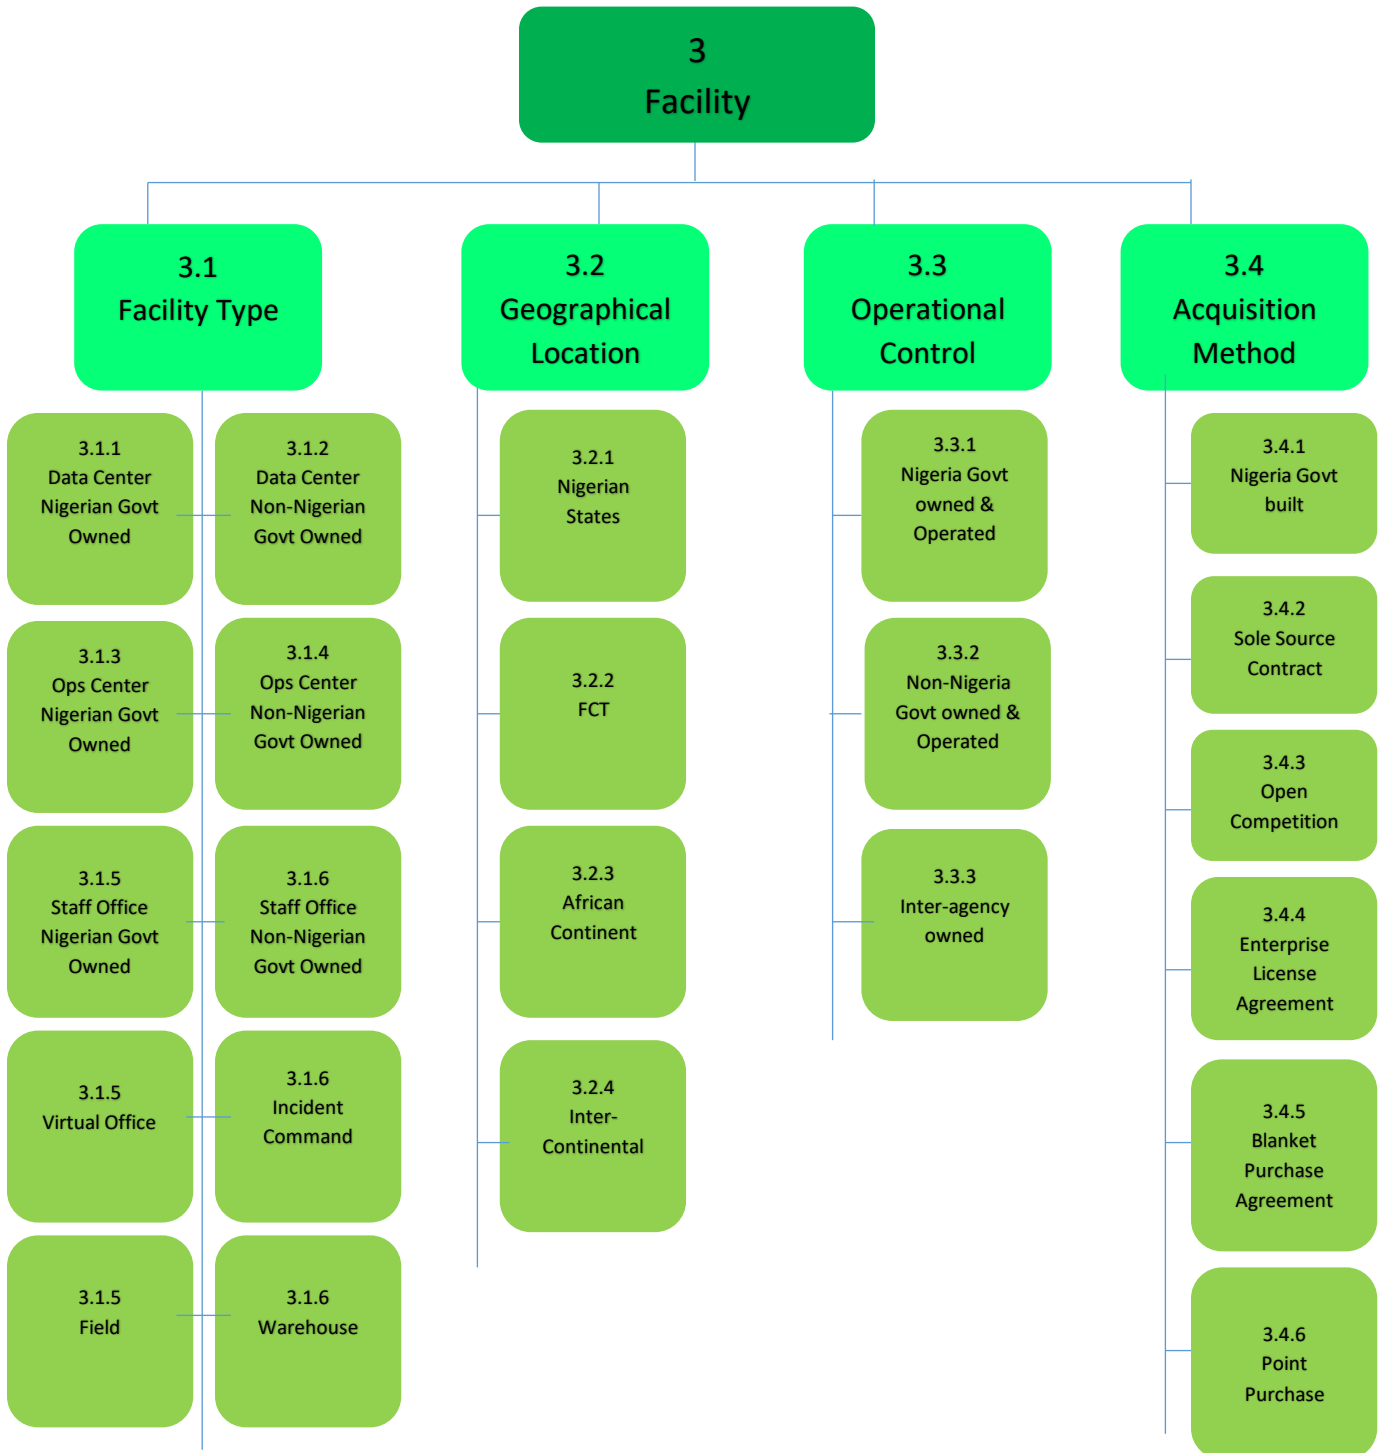 3
Facility
3.1
Facility Type
3.2
Geographical
Location
3.3
Operational
Control
3.4
Acquisition
Method
3.1.1
Data Center
Nigerian Govt
Owned
3.1.2
Data Center
Non-Nigerian
Govt Owned
3.1.3
Ops Center
Nigerian Govt
Owned
3.1.4
Ops Center
Non-Nigerian
Govt Owned
3.1.5
Staff Office
Nigerian Govt
Owned
3.1.6
Staff Office
Non-Nigerian
Govt Owned
3.1.5
Virtual Office
3.1.6
Incident
Command
3.1.5
Field
3.1.6
Warehouse
3.2.1
Nigerian
States
3.2.2
FCT
3.2.3
African
Continent
3.2.4
Inter-
Continental
3.3.1
Nigeria Govt
owned &
Operated
3.3.2
Non-Nigeria
Govt owned &
Operated
3.3.3
Inter-agency
owned
3.4.1
Nigeria Govt
built
3.4.2
Sole Source
Contract
3.4.3
Open
Competition
3.4.4
Enterprise
License
Agreement
3.4.5
Blanket
Purchase
Agreement
3.4.6
Point
Purchase